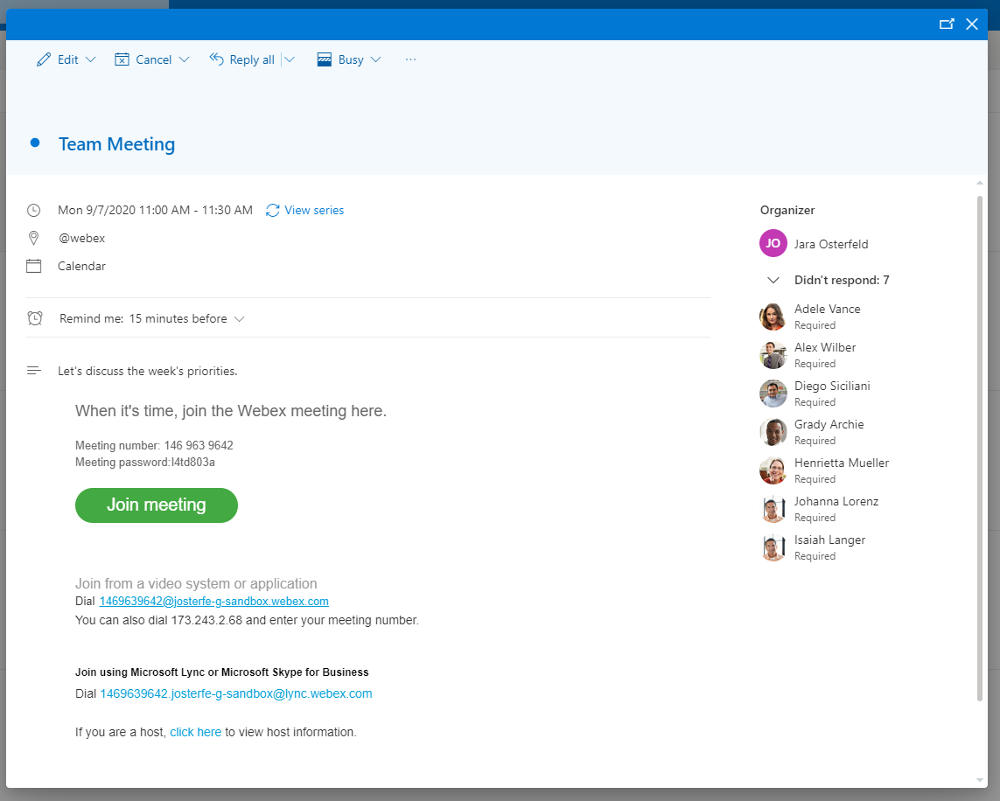 Edit Cancel Reply all Busy ...
Team Meeting
Mon 9/7/2020 11:00 AM - 11:30 AM View series
@webex
Calendar
Remind me: 15 minutes before
Let's discuss the week's priorities.
When it's time, join the Webex meeting here.
Meeting number: 146 963 9642
Meeting password:I4td803a
Join meeting
Join from a video system or application
Dial 1469639642@josterfe-g-sandbox.webex.com
You can also dial 173.243.2.68 and enter your meeting number.
Join using Microsoft Lync or Microsoft Skype for Business
Dial 1469639642.josterfe-g-sandbox@lync.webex.com
If you are a host, click here to view host information.
Organizer
JO Jara Osterfeld
Didn't respond: 7
Adele Vance
Required
Alex Wilber
Required
Diego Siciliani
Required
Grady Archie
Required
Henrietta Mueller
Required
Johanna Lorenz
Required
Isaiah Langer
Required